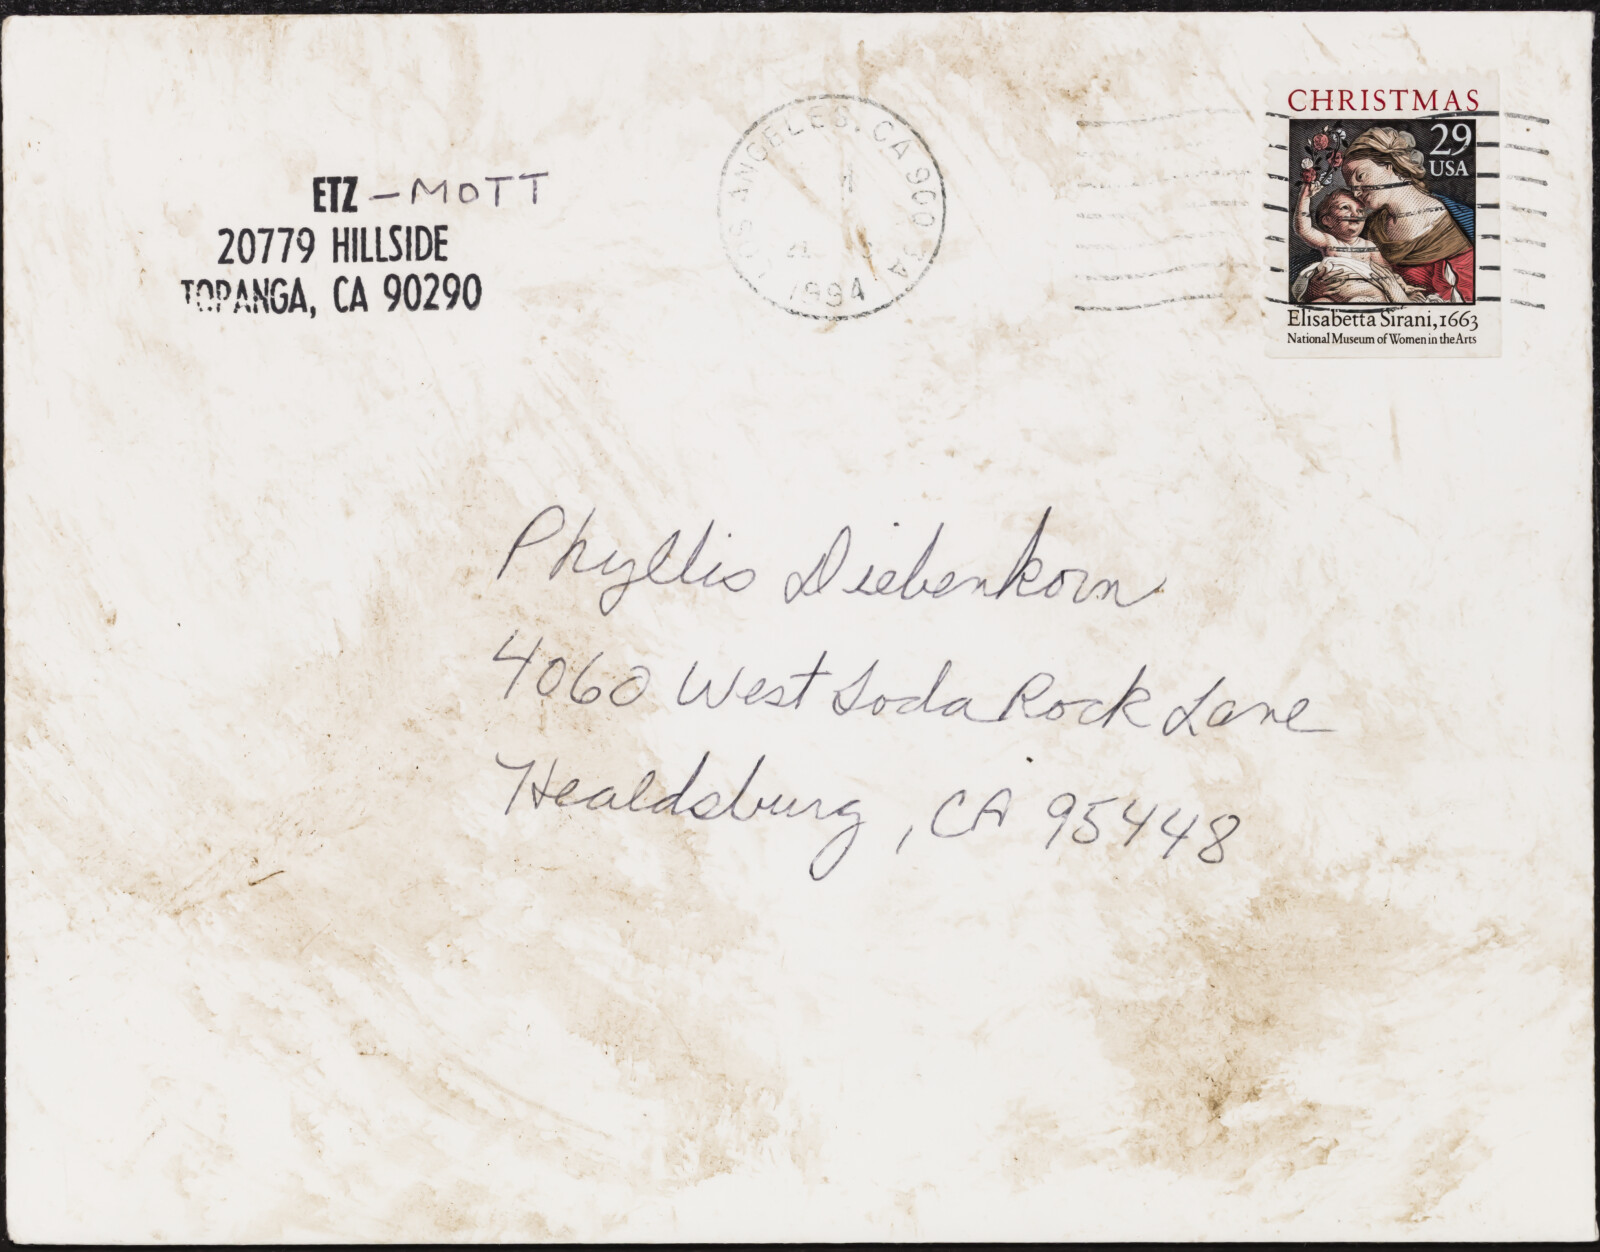 ETZ - MOTT
20779 HILLSIDE
TOPANGA, CA 90290
LOS ANGELES, CA 900
1994
CHRISTMAS
29
USA
Elisabetta Sirani, 1663
National Museum of Women in the Arts
Phyllis Diebenkorn
4060 West Soda Rock Lane
Healdsburg, CA 95448